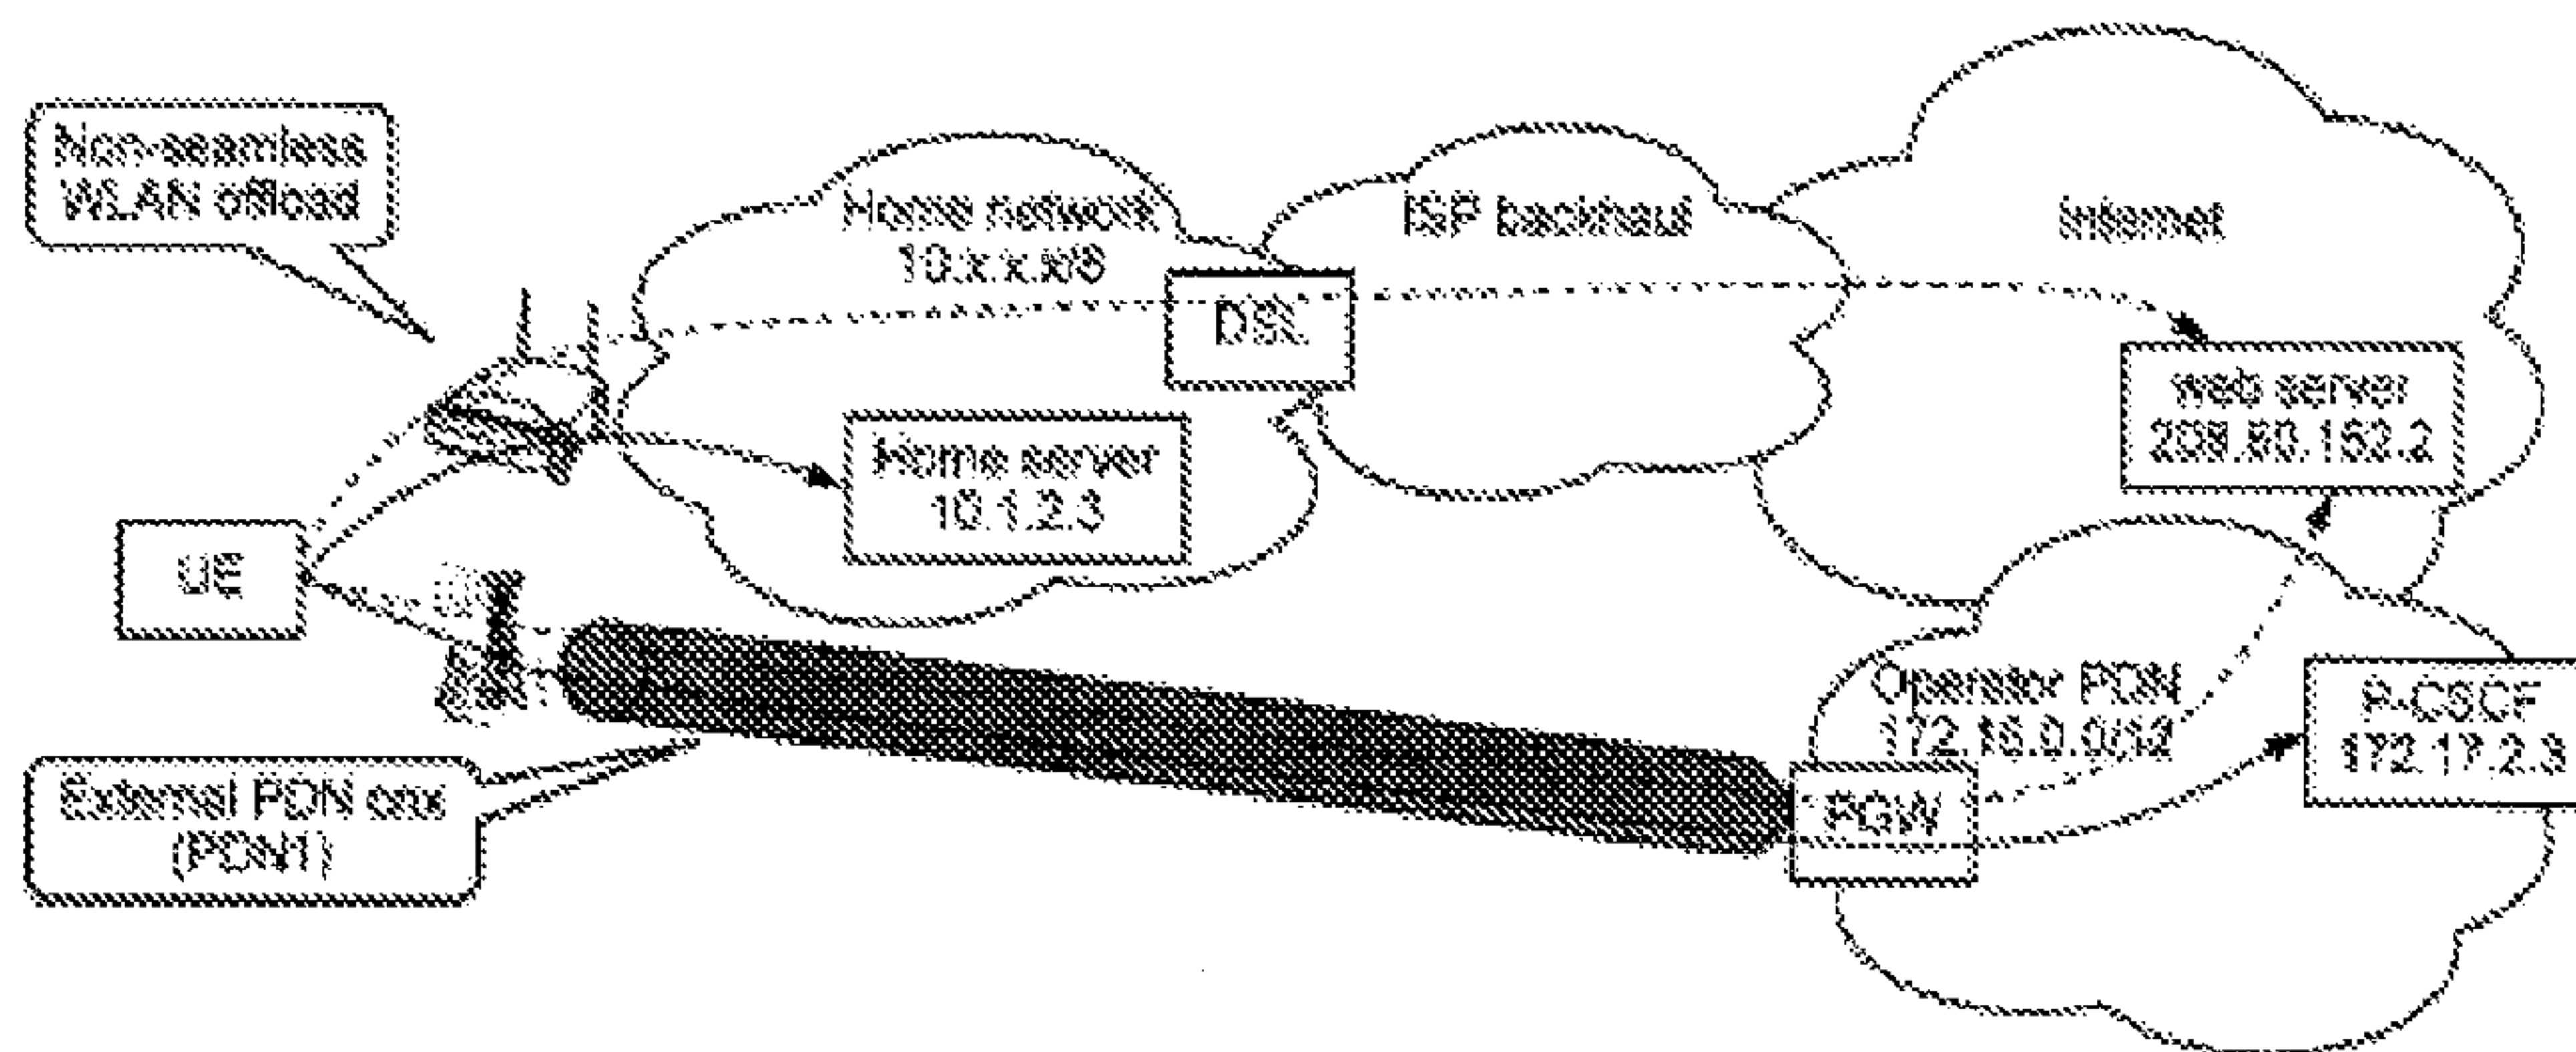 Non-seamless
WLAN offload
Home network
10.x.x.x/8
ISP backhaul
Internet
DSL
web server
208.80.152.2
Home server
10.1.2.3
UE
Operator PDN
172.16.0.0/12
P-CSCF
172.17.2.3
PGW
External PDN cnx
(PDN1)